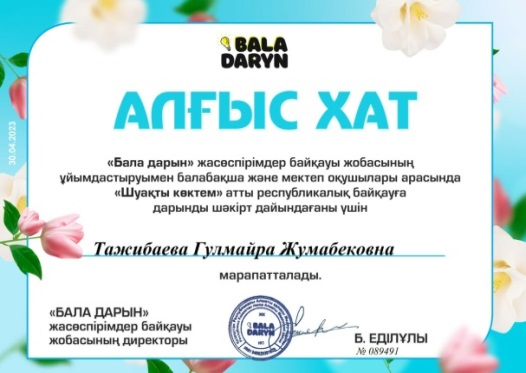 BALA
DARYN
АЛҒЫС ХАТ
30.04.2023
«Бала дарын» жасөспірімдер байқауы жобасының
ұйымдастыруымен балабақша және мектеп оқушылары арасында
«Шуақты көктем» атты республикалық байқауға
дарынды шәкірт дайындағаны үшін
Тажибаева Гулмайра Жумабековна
марапатталады.
«БАЛА ДАРЫН»
жасөспірімдер байқауы
жобасының директоры
BALA
DARYN
Б. ЕДІЛҰЛЫ
№ 089491